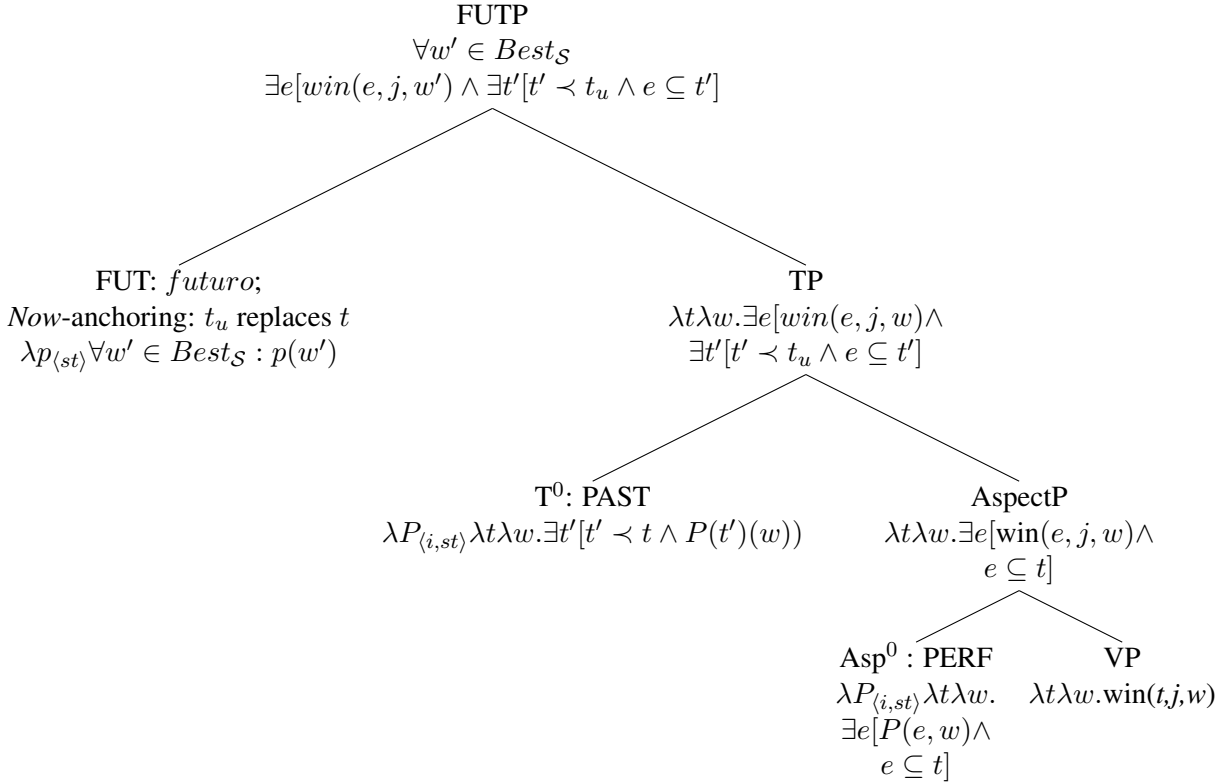 FUTP
∀w′ ∈ Best_𝒮
∃e[win(e, j, w′) ∧ ∃t′[t′ ≺ t_u ∧ e ⊆ t′]
FUT: futuro;
Now-anchoring: t_u replaces t
λp_⟨st⟩∀w′ ∈ Best_𝒮 : p(w′)
TP
λtλw.∃e[win(e, j, w)∧
∃t′[t′ ≺ t_u ∧ e ⊆ t′]
T⁰: PAST
λP_⟨i,st⟩λtλw.∃t′[t′ ≺ t ∧ P(t′)(w))
AspectP
λtλw.∃e[win(e, j, w)∧
e ⊆ t]
Asp⁰ : PERF
λP_⟨i,st⟩λtλw.
∃e[P(e, w)∧
e ⊆ t]
VP
λtλw.win(t,j,w)